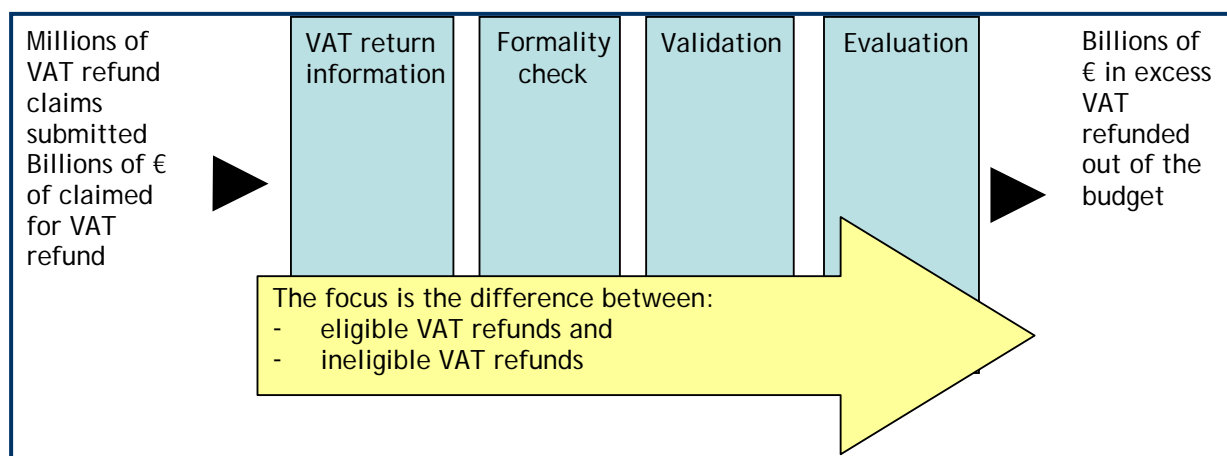 Millions of
VAT refund
claims
submitted
Billions of €
of claimed
for VAT
refund
VAT return
information
Formality
check
Validation
Evaluation
Billions of
€ in excess
VAT
refunded
out of the
budget
The focus is the difference between:
- eligible VAT refunds and
- ineligible VAT refunds